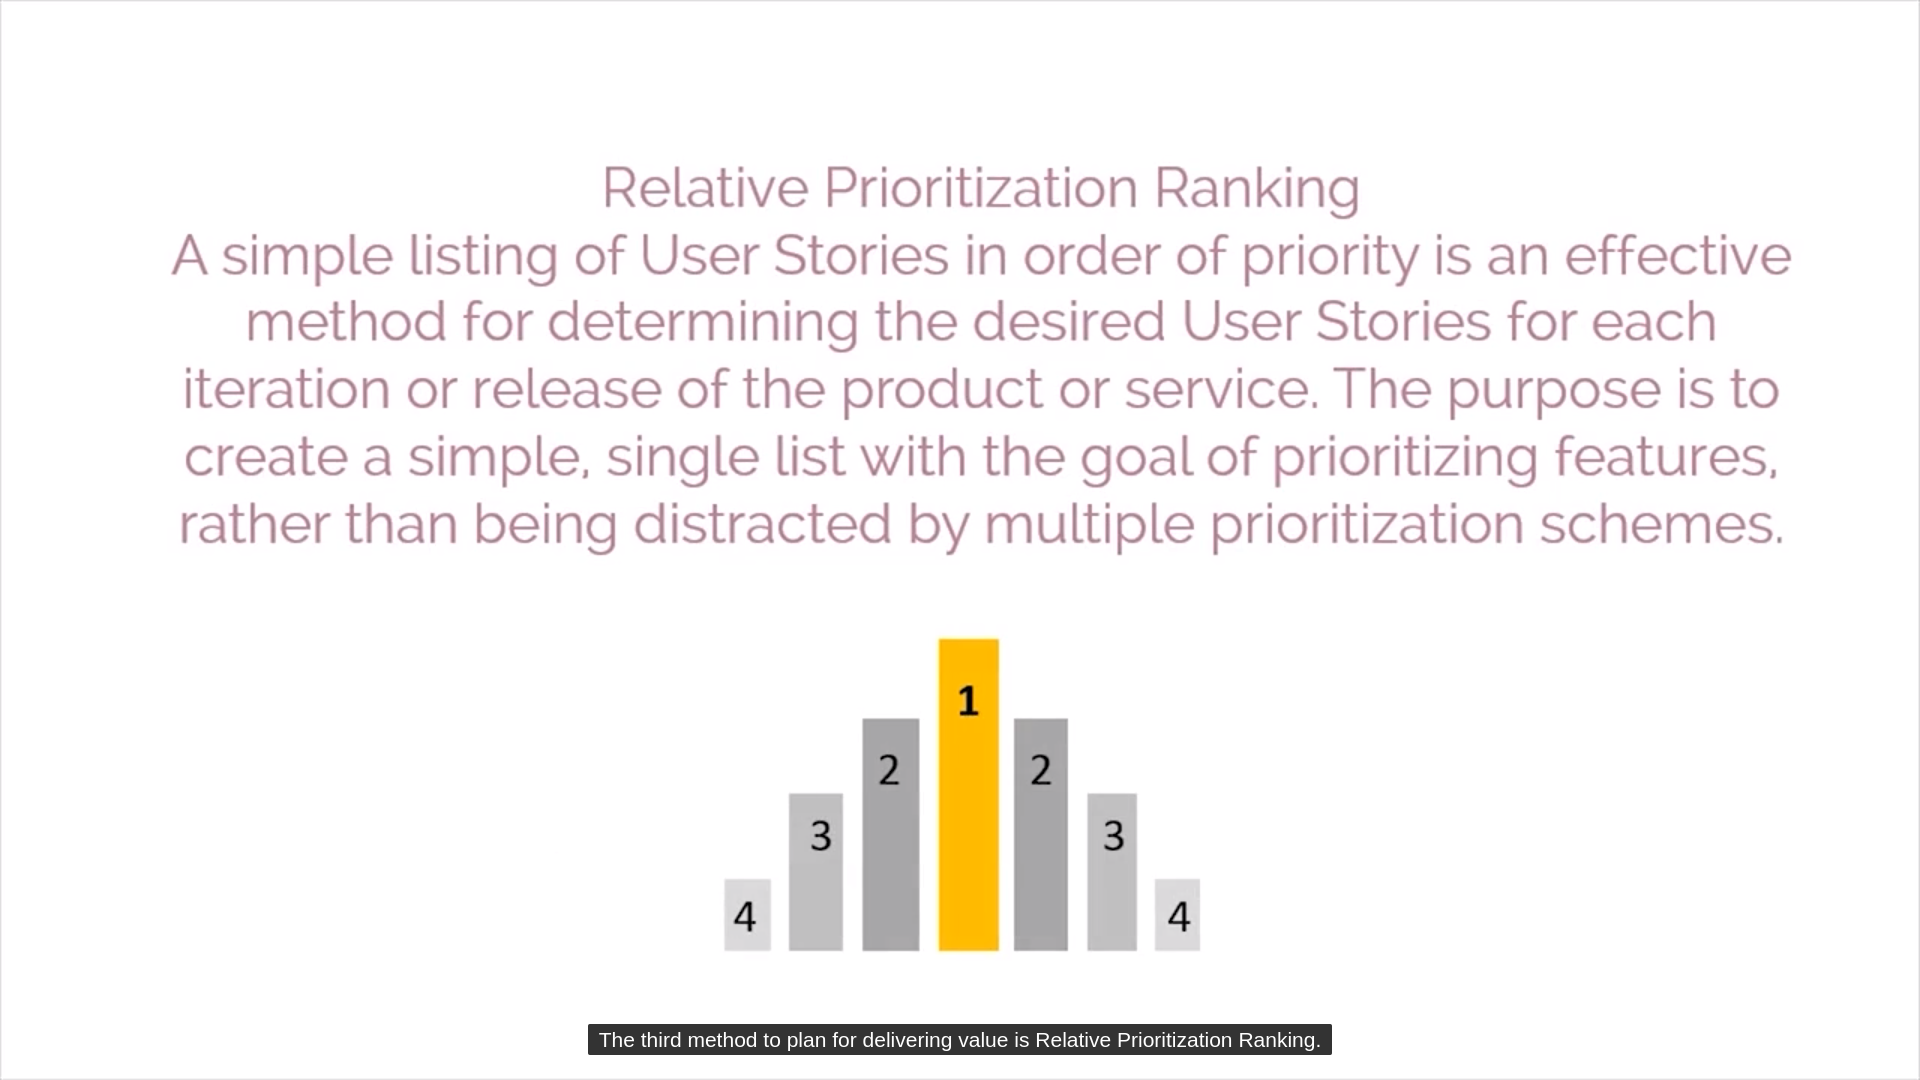 Relative Prioritization Ranking
A simple listing of User Stories in order of priority is an effective
method for determining the desired User Stories for each
iteration or release of the product or service. The purpose is to
create a simple, single list with the goal of prioritizing features,
rather than being distracted by multiple prioritization schemes.
1
2 2
3 3
4 4
The third method to plan for delivering value is Relative Prioritization Ranking.